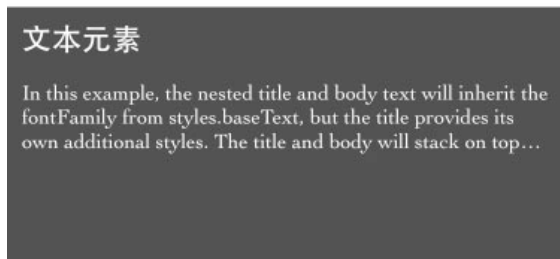 文本元素
In this example, the nested title and body text will inherit the
fontFamily from styles.baseText, but the title provides its
own additional styles. The title and body will stack on top…